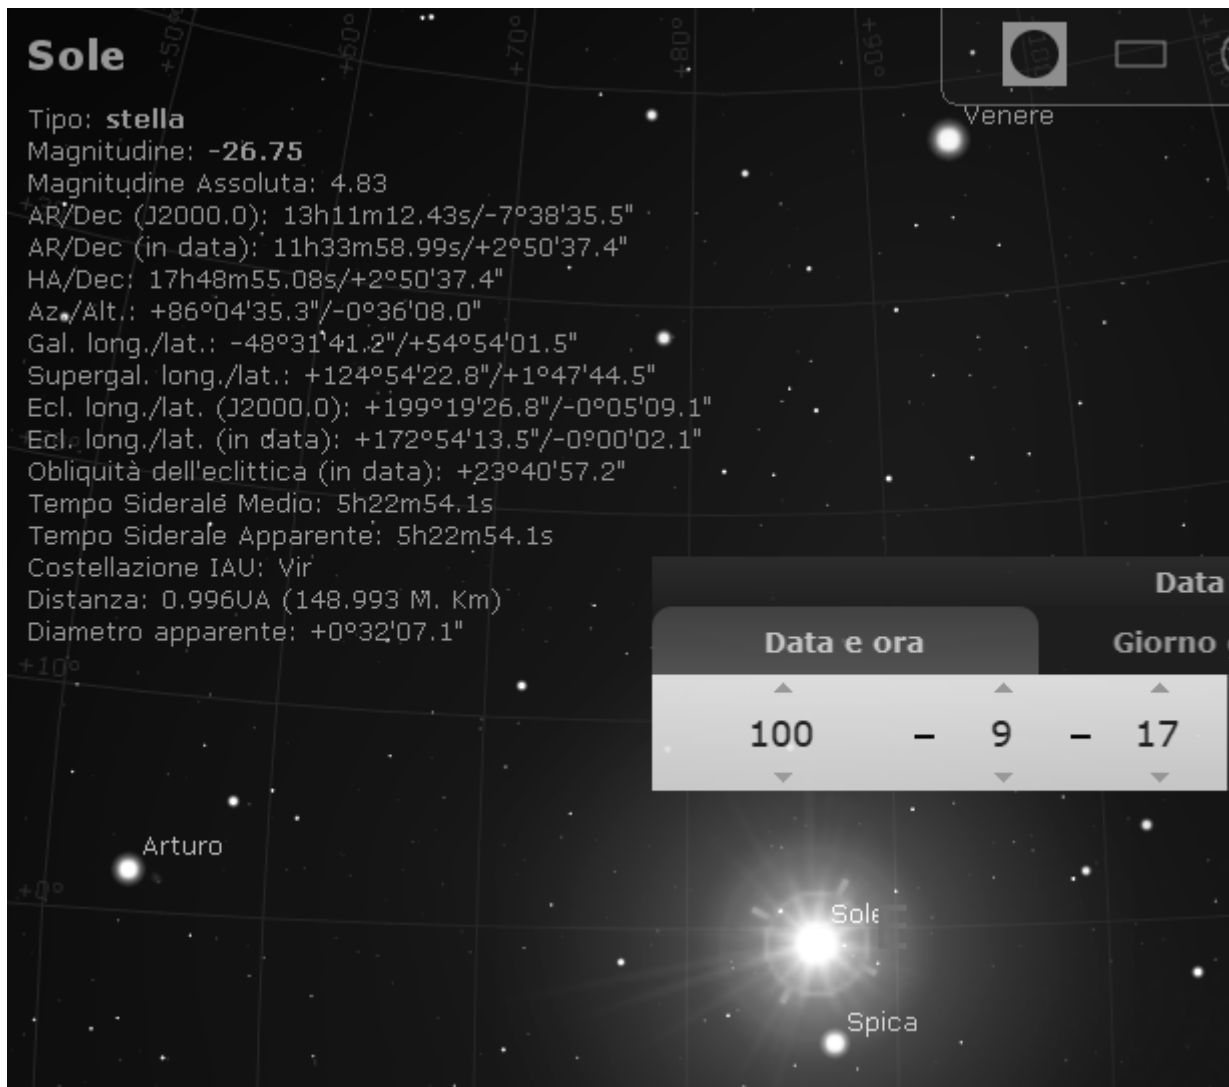 +50°
+60°
+70°
+80°
+90°
+100°
+110°
Sole
Venere
Tipo: stella
Magnitudine: -26.75
Magnitudine Assoluta: 4.83
AR/Dec (J2000.0): 13h11m12.43s/-7°38'35.5"
AR/Dec (in data): 11h33m58.99s/+2°50'37.4"
HA/Dec: 17h48m55.08s/+2°50'37.4"
Az./Alt.: +86°04'35.3"/-0°36'08.0"
Gal. long./lat.: -48°31'41.2"/+54°54'01.5"
Supergal. long./lat.: +124°54'22.8"/+1°47'44.5"
Ecl. long./lat. (J2000.0): +199°19'26.8"/-0°05'09.1"
Ecl. long./lat. (in data): +172°54'13.5"/-0°00'02.1"
Obliquità dell'eclittica (in data): +23°40'57.2"
Tempo Siderale Medio: 5h22m54.1s
Tempo Siderale Apparente: 5h22m54.1s
Costellazione IAU: Vir
Distanza: 0.996UA (148.993 M. Km)
Diametro apparente: +0°32'07.1"
+10°
Data
Data e ora
Giorno
100 - 9 - 17
Arturo
+0°
Sole
E
Spica